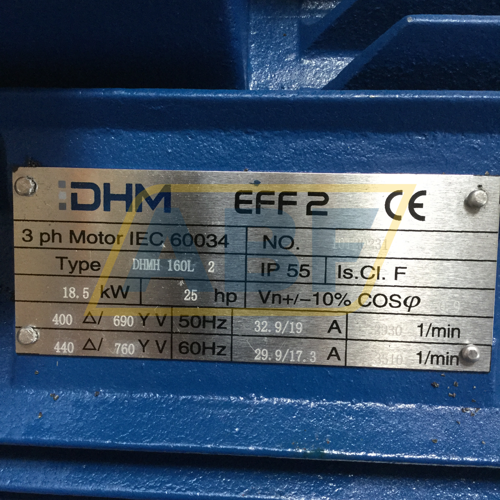 DHM EFF2 CE
3 ph Motor IEC 60034 NO.
Type DHMH 160L 2 IP 55 Is.Cl. F
18.5 kW 25 hp Vn+/-10% COSφ
400 Δ/ 690 Y V 50Hz 32.9/19 A 1/min
440 Δ/ 760 Y V 60Hz 29.9/17.3 A 1/min